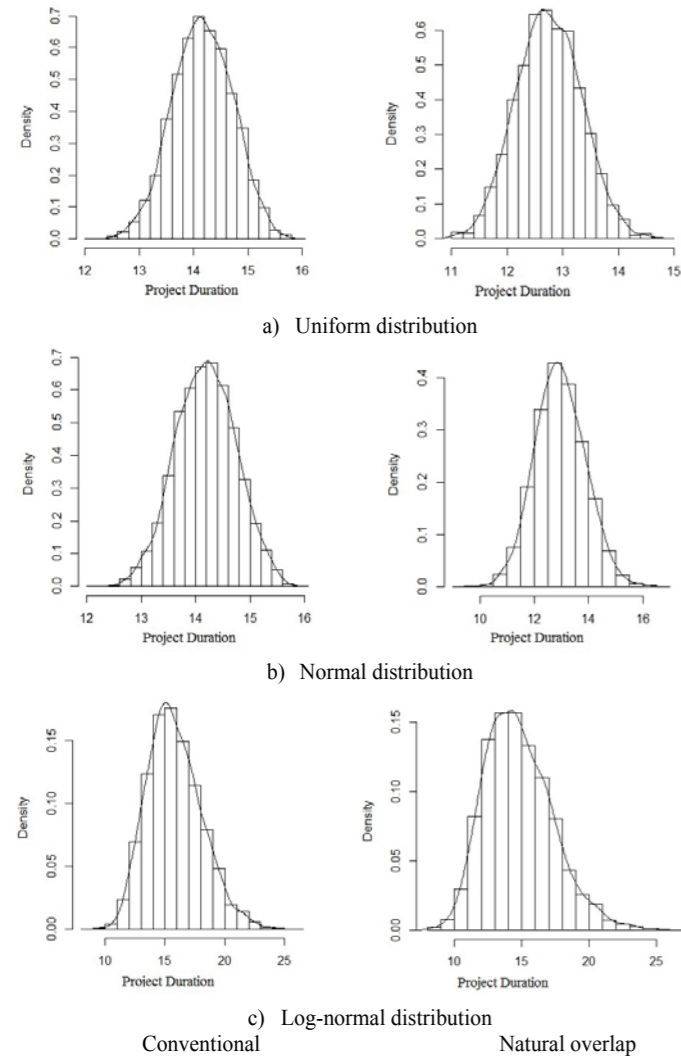 Density
0.0 0.1 0.2 0.3 0.4 0.5 0.6 0.7
12 13 14 15 16
Project Duration
Density
0.0 0.1 0.2 0.3 0.4 0.5 0.6
11 12 13 14 15
Project Duration
a) Uniform distribution
Density
0.0 0.1 0.2 0.3 0.4 0.5 0.6 0.7
12 13 14 15 16
Project Duration
Density
0.0 0.1 0.2 0.3 0.4
10 12 14 16
Project Duration
b) Normal distribution
Density
0.00 0.05 0.10 0.15
10 15 20 25
Project Duration
Density
0.00 0.05 0.10 0.15
10 15 20 25
Project Duration
c) Log-normal distribution
Conventional Natural overlap